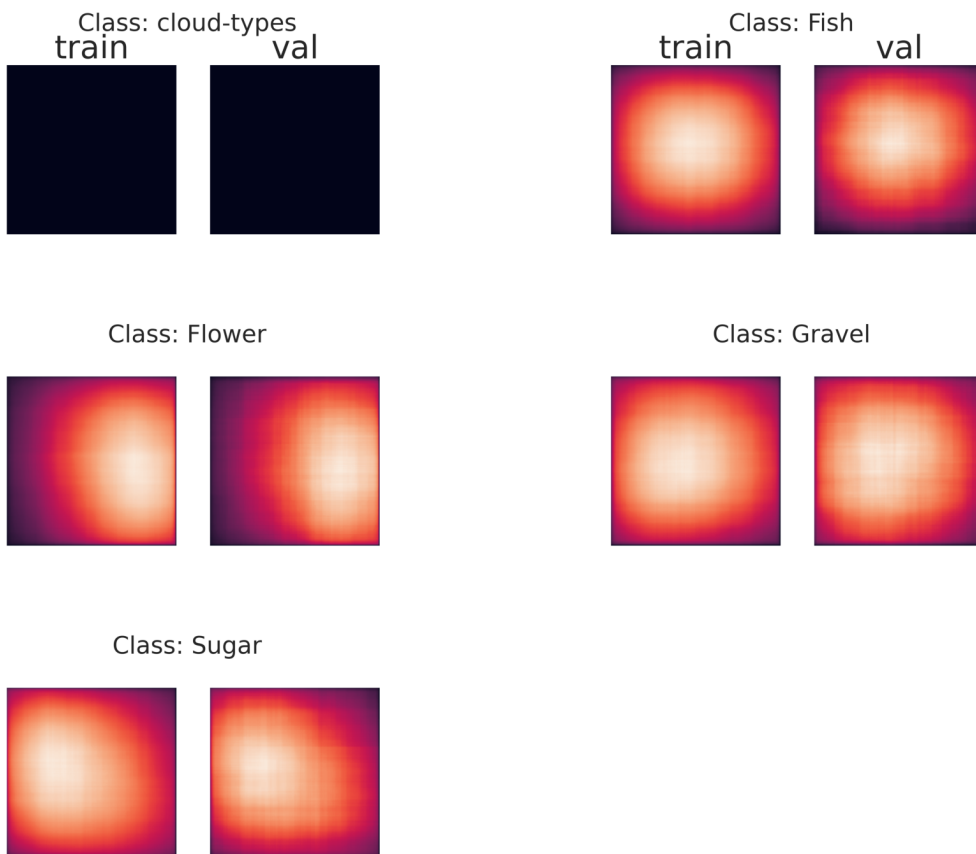 Class: cloud-types
train val
Class: Fish
train val
Class: Flower
Class: Gravel
Class: Sugar